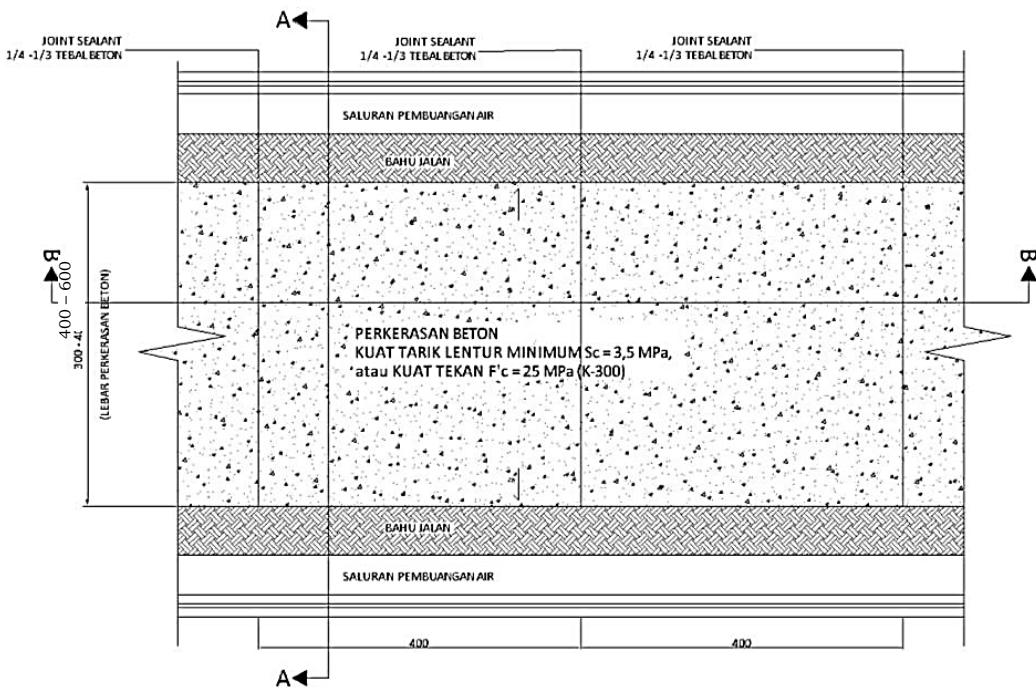 A
JOINT SEALANT
1/4 -1/3 TEBAL BETON
JOINT SEALANT
1/4 -1/3 TEBAL BETON
JOINT SEALANT
1/4 -1/3 TEBAL BETON
SALURAN PEMBUANGAN AIR
BAHU JALAN
B
B
400 – 600
300 - 4
(LEBAR PERKERASAN BETON)
PERKERASAN BETON
KUAT TARIK LENTUR MINIMUM Sc = 3,5 MPa,
atau KUAT TEKAN F'c = 25 MPa (K-300)
BAHU JALAN
SALURAN PEMBUANGAN AIR
400
400
A